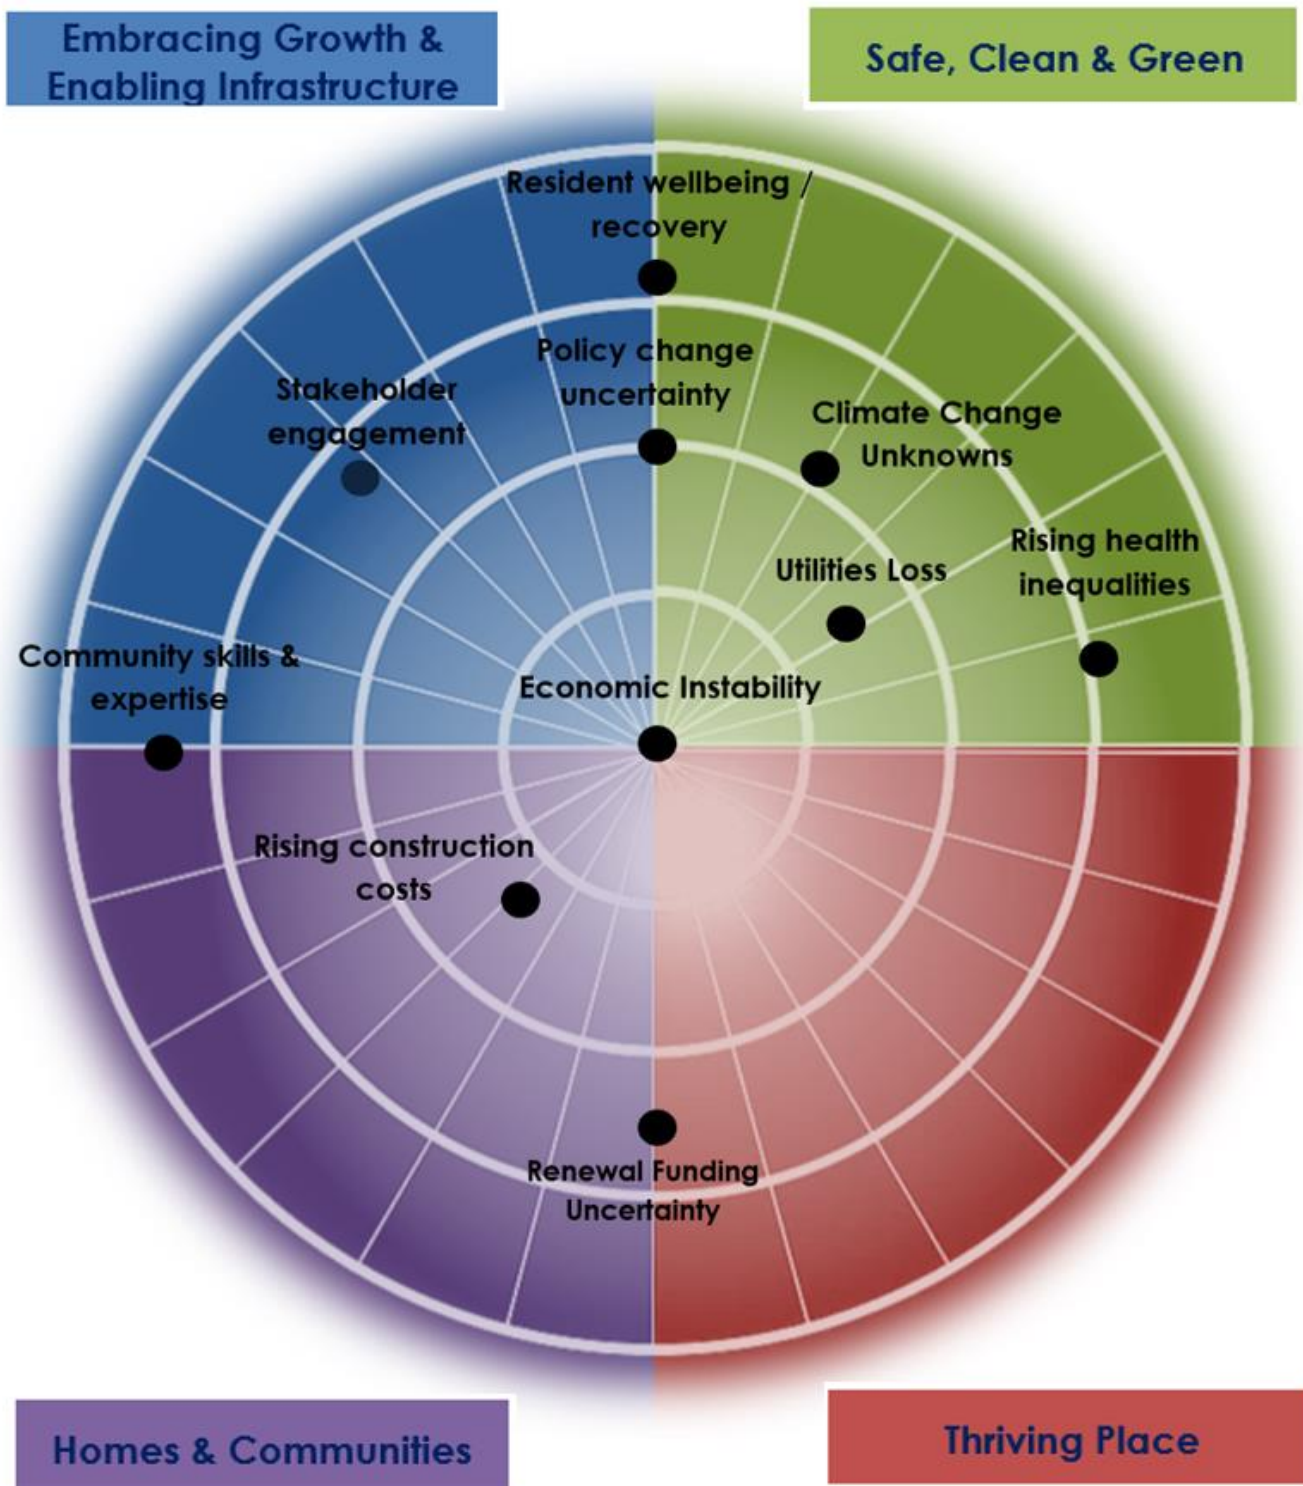 Embracing Growth &
Enabling Infrastructure
Safe, Clean & Green
Resident wellbeing /
recovery
Policy change
uncertainty
Stakeholder
engagement
Climate Change
Unknowns
Rising health
inequalities
Utilities Loss
Community skills &
expertise
Economic Instability
Rising construction
costs
Renewal Funding
Uncertainty
Homes & Communities
Thriving Place